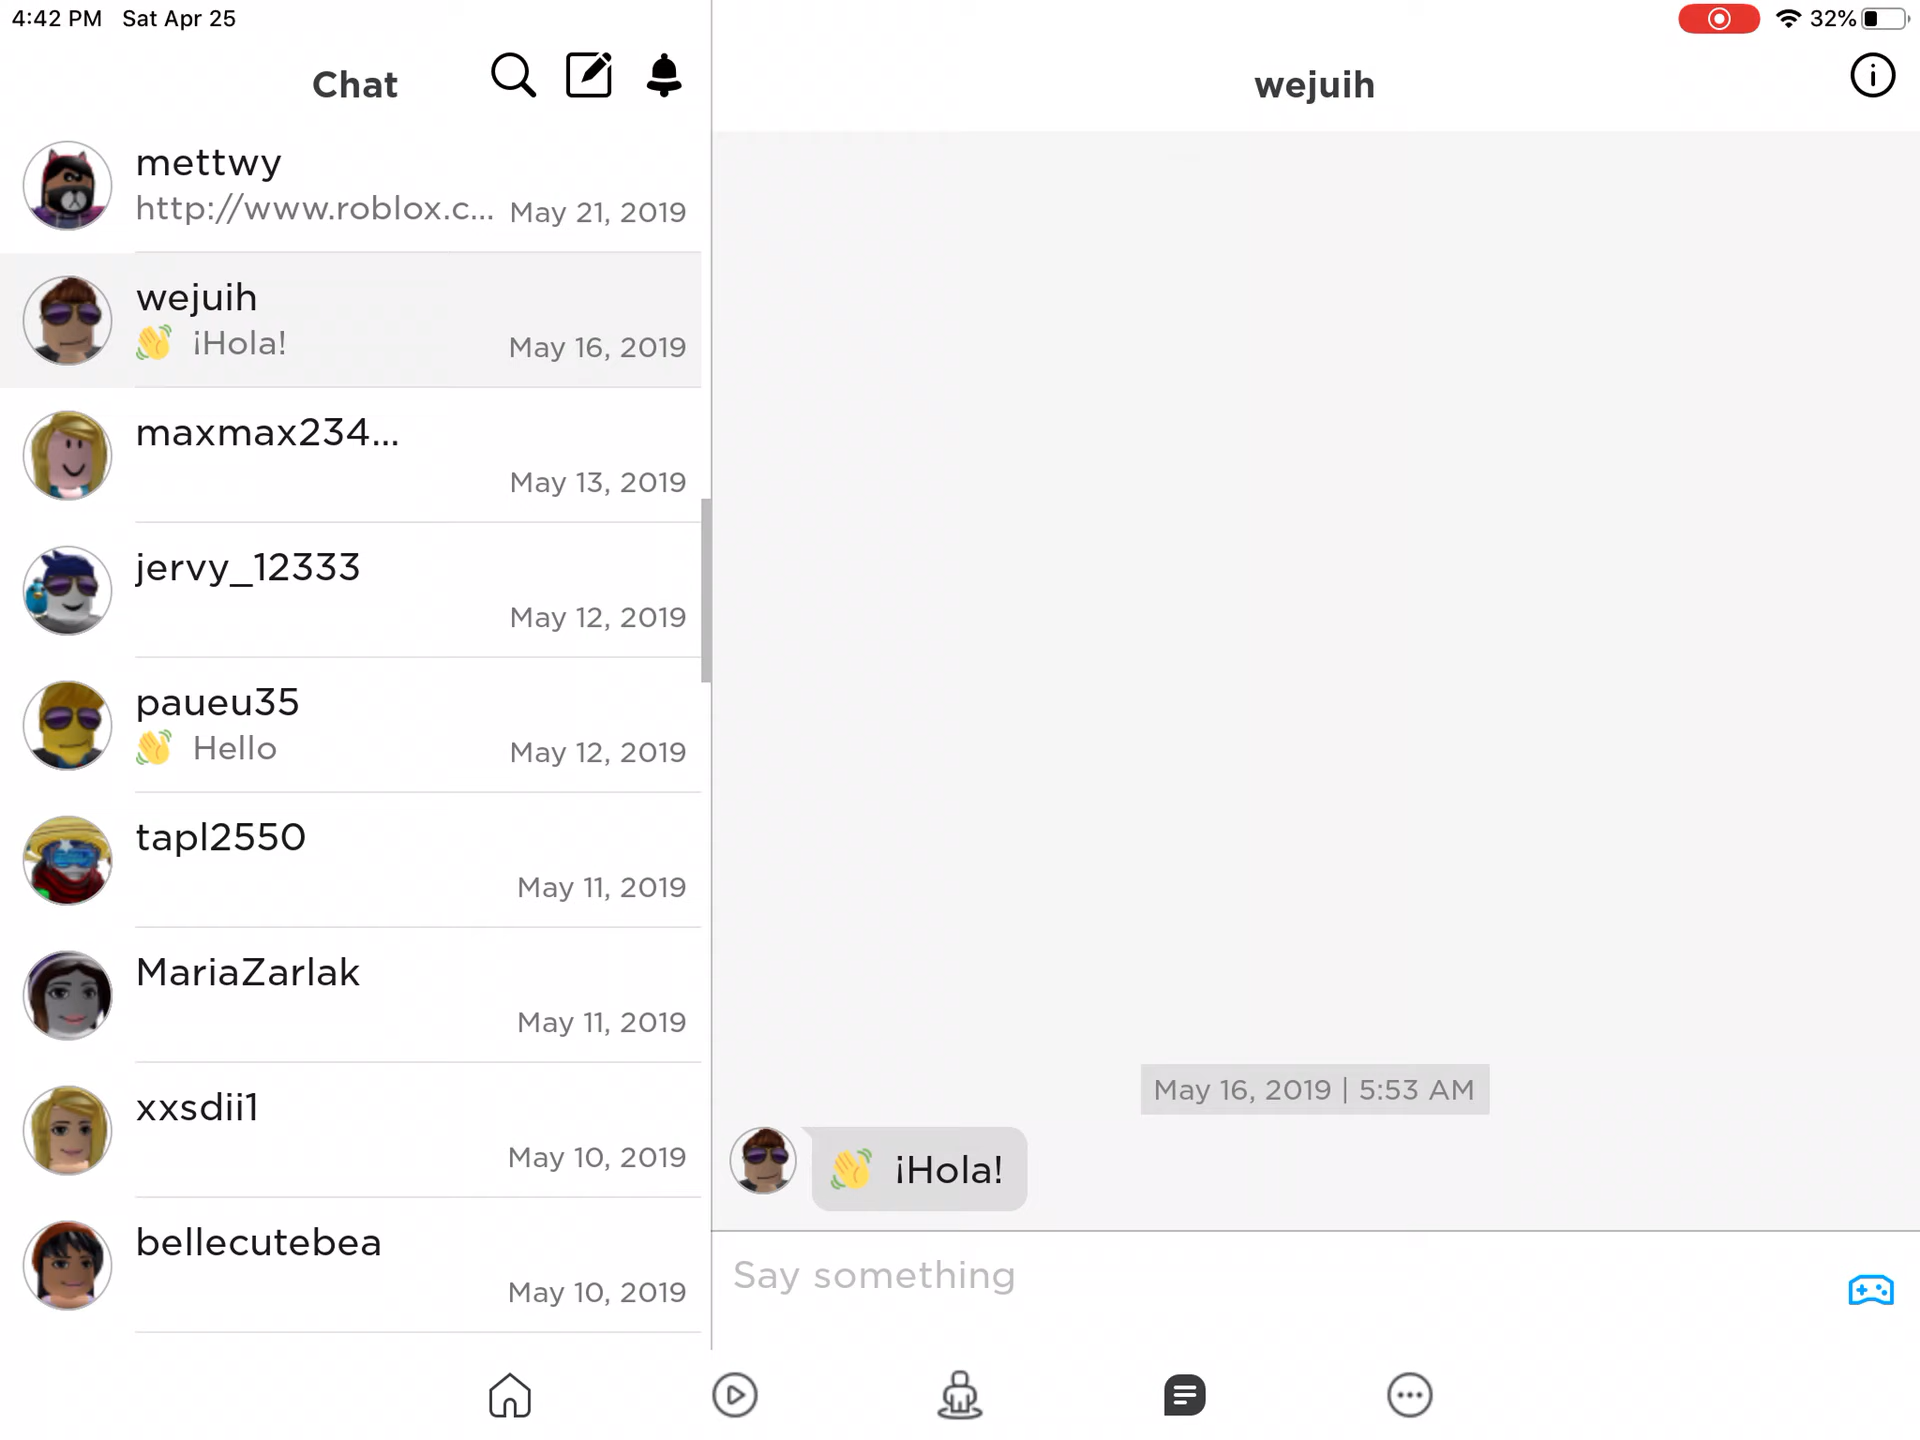 4:42 PM Sat Apr 25
32%
Chat
mettwy
http://www.roblox.c... May 21, 2019
wejuih
👋 ¡Hola! May 16, 2019
maxmax234...
May 13, 2019
jervy_12333
May 12, 2019
paueu35
👋 Hello May 12, 2019
tapl2550
May 11, 2019
MariaZarlak
May 11, 2019
xxsdii1
May 10, 2019
bellecutebea
May 10, 2019
wejuih
May 16, 2019 | 5:53 AM
👋 ¡Hola!
Say something